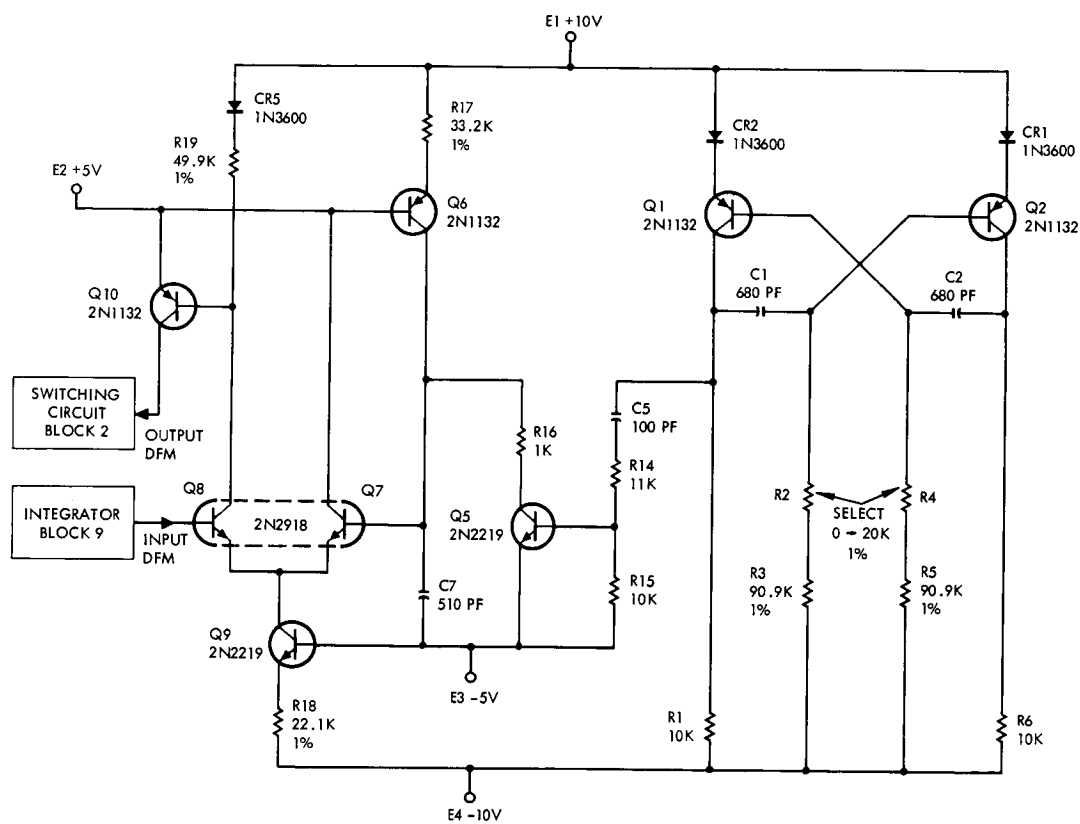 E1 +10V
CR5
1N3600
R17
33.2K
1%
CR2
1N3600
CR1
1N3600
R19
49.9K
1%
E2 +5V
Q6
2N1132
Q1
2N1132
Q2
2N1132
Q10
2N1132
C1
680 PF
C2
680 PF
SWITCHING
CIRCUIT
BLOCK 2
OUTPUT
DFM
C5
100 PF
R16
1K
R14
11K
Q8
Q7
2N2918
INTEGRATOR
BLOCK 9
INPUT
DFM
Q5
2N2219
R2
R4
SELECT
0 → 20K
1%
C7
510 PF
R15
10K
R3
90.9K
1%
R5
90.9K
1%
Q9
2N2219
E3 -5V
R18
22.1K
1%
R1
10K
R6
10K
E4 -10V